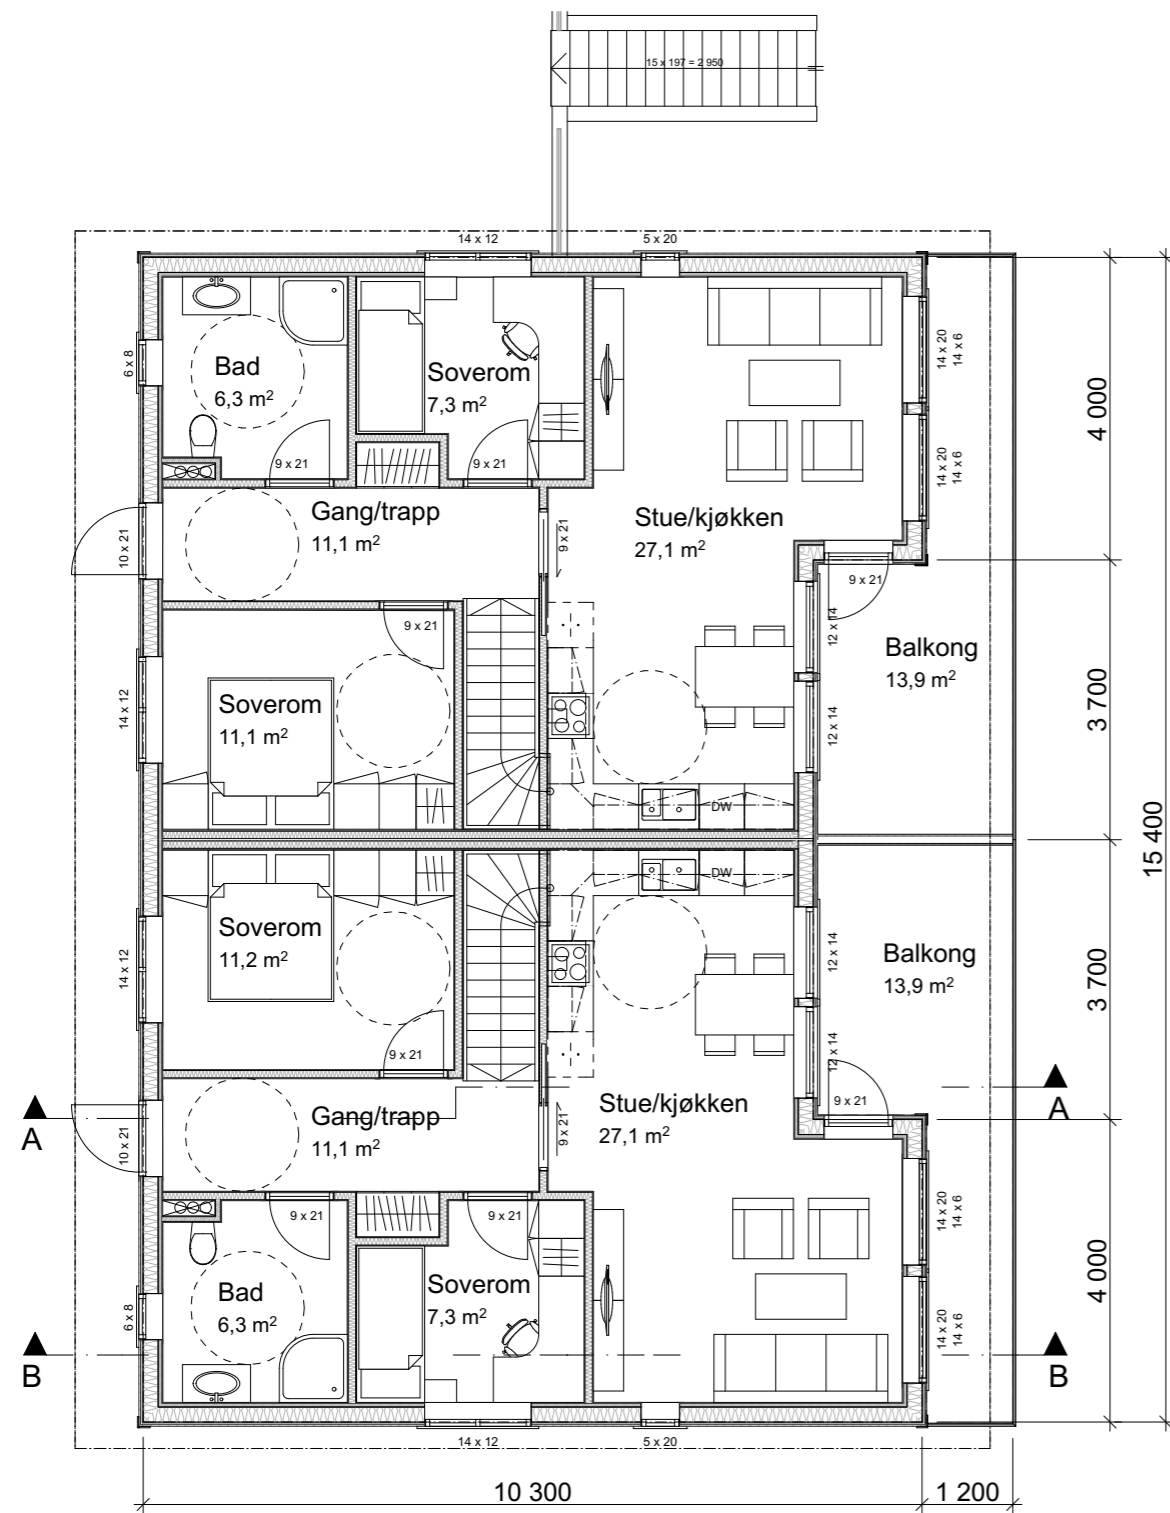 15 x 197 = 2 950
14 x 12
5 x 20
6 x 8
Bad
6,3 m²
Soverom
7,3 m²
14 x 20
14 x 6
4 000
9 x 21
9 x 21
14 x 20
14 x 6
Gang/trapp
11,1 m²
10 x 21
9 x 21
Stue/kjøkken
27,1 m²
9 x 21
9 x 21
12 x 14
Balkong
13,9 m²
Soverom
11,1 m²
14 x 12
12 x 14
3 700
DW
15 400
DW
Soverom
11,2 m²
14 x 12
12 x 14
Balkong
13,9 m²
3 700
9 x 21
12 x 14
9 x 21
A
A
Gang/trapp
11,1 m²
10 x 21
9 x 21
Stue/kjøkken
27,1 m²
9 x 21
9 x 21
14 x 20
14 x 6
Bad
6,3 m²
Soverom
7,3 m²
6 x 8
14 x 20
14 x 6
4 000
B
B
14 x 12
5 x 20
10 300
1 200